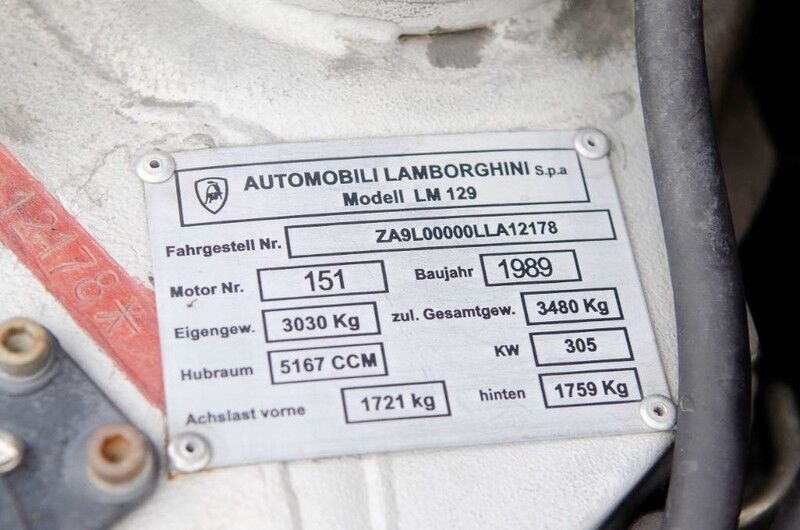 AUTOMOBILI LAMBORGHINI S.p.a
Modell LM 129
Fahrgestell Nr. ZA9L00000LLA12178
Motor Nr. 151 Baujahr 1989
Eigengew. 3030 Kg zul. Gesamtgew. 3480 Kg
Hubraum 5167 CCM KW 305
Achslast vorne 1721 kg hinten 1759 Kg
12178*